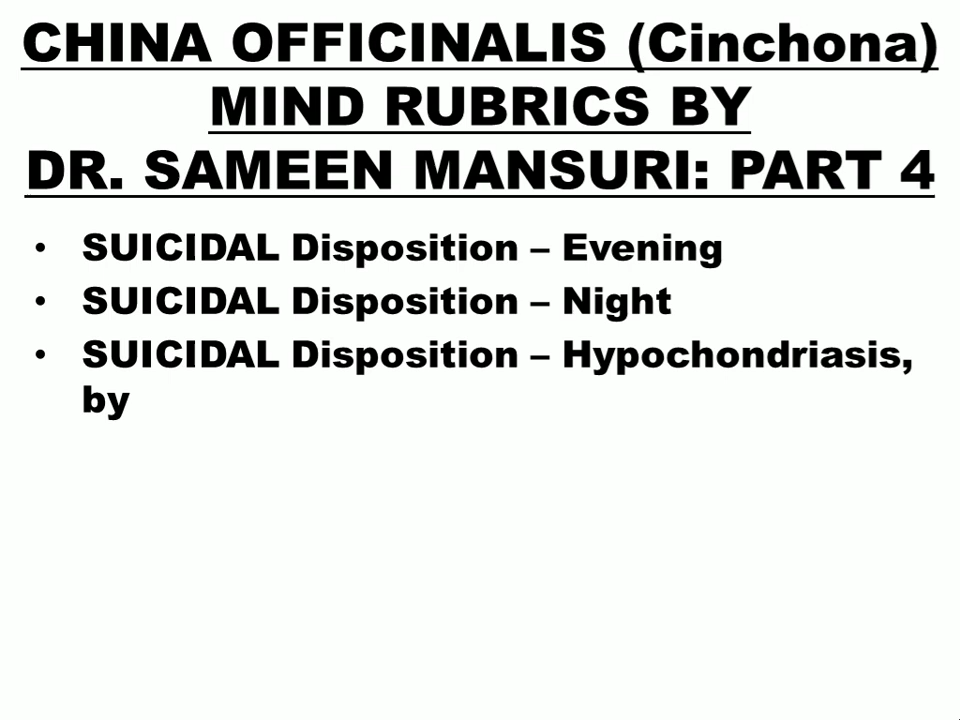 CHINA OFFICINALIS (Cinchona)
MIND RUBRICS BY
DR. SAMEEN MANSURI: PART 4
• SUICIDAL Disposition – Evening
• SUICIDAL Disposition – Night
• SUICIDAL Disposition – Hypochondriasis,
by